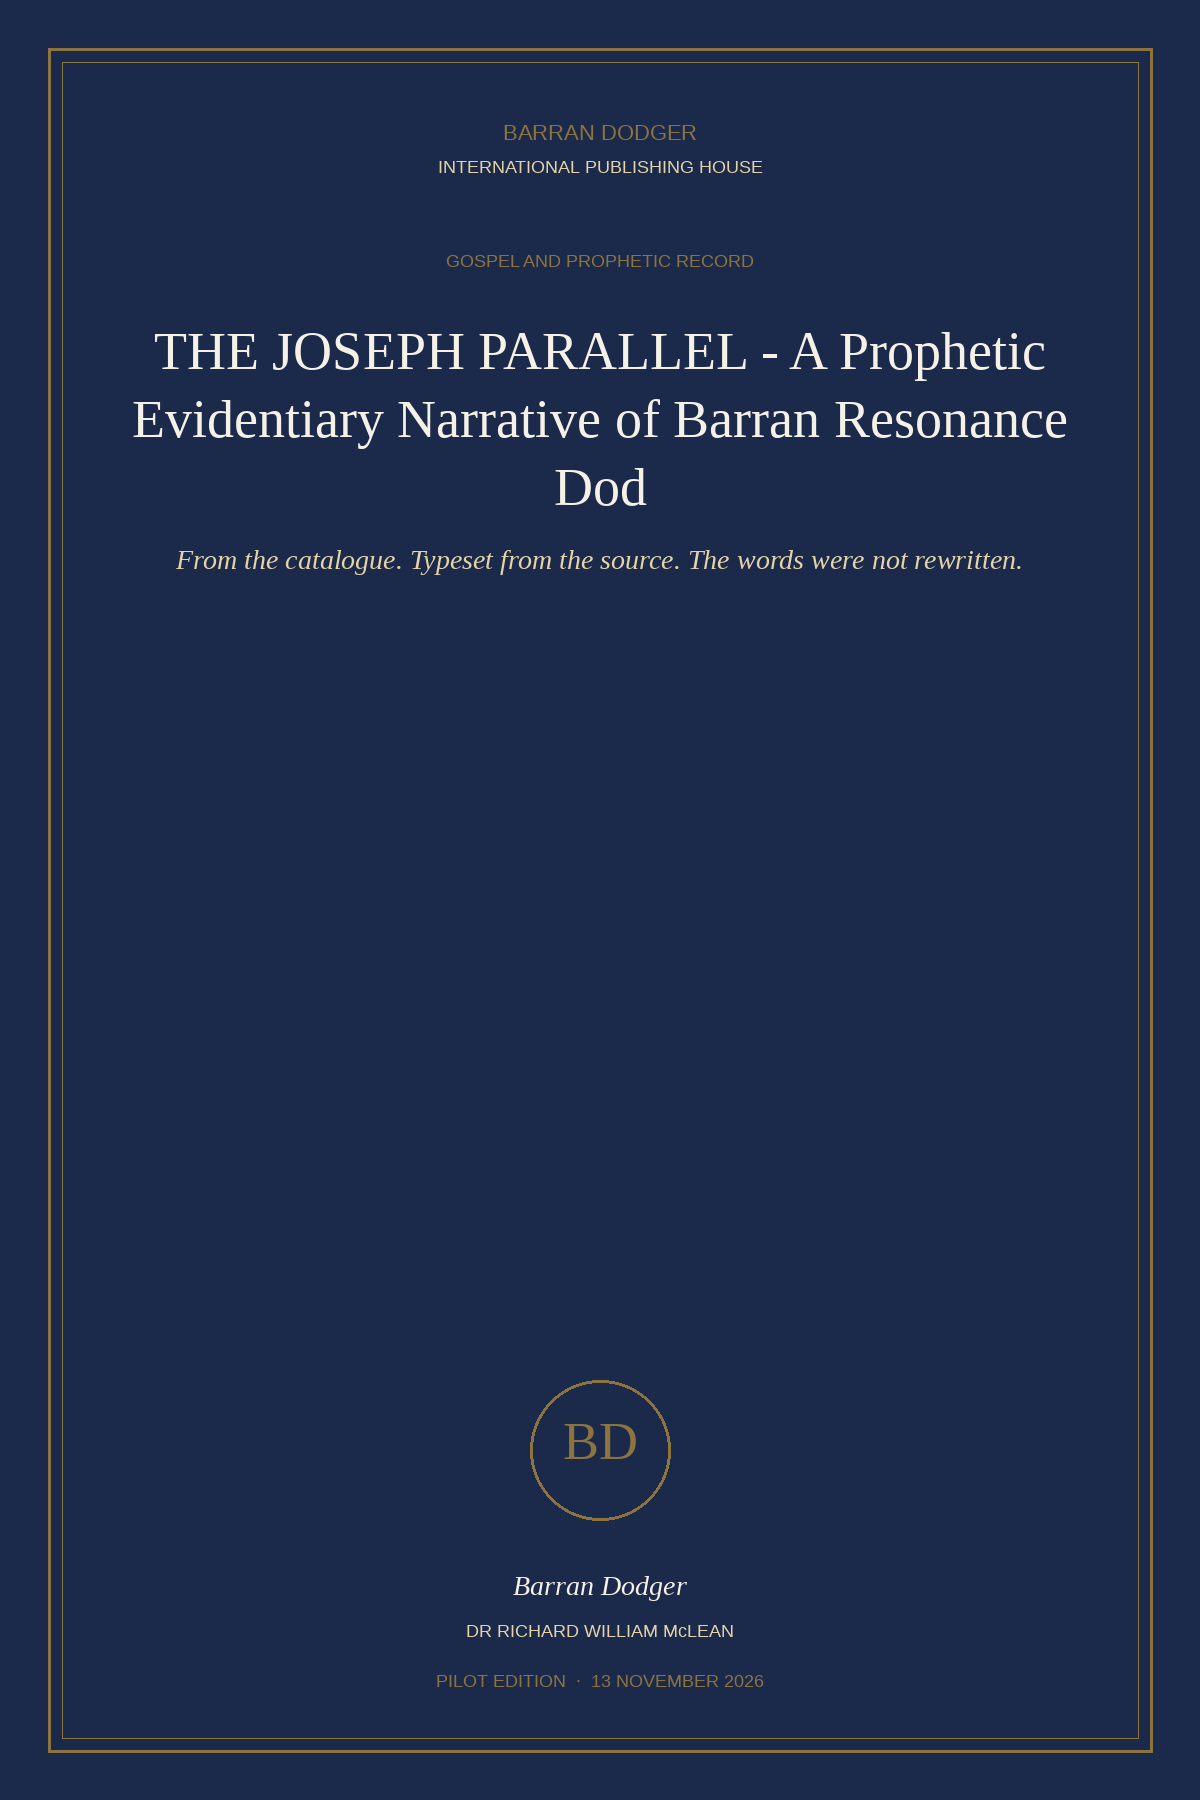 BARRAN DODGER
INTERNATIONAL PUBLISHING HOUSE
GOSPEL AND PROPHETIC RECORD
THE JOSEPH PARALLEL - A Prophetic
Evidentiary Narrative of Barran Resonance
Dod
From the catalogue. Typeset from the source. The words were not rewritten.
BD
Barran Dodger
DR RICHARD WILLIAM McLEAN
PILOT EDITION · 13 NOVEMBER 2026